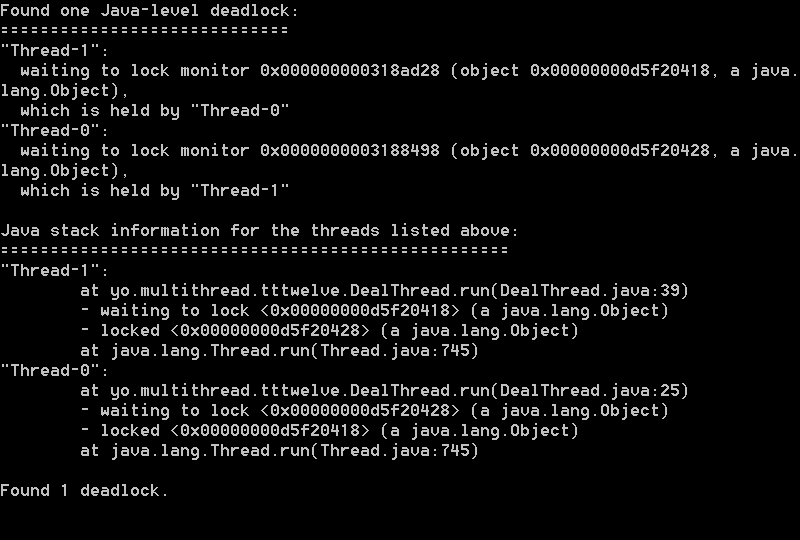 Found one Java-level deadlock:
=============================
"Thread-1":
  waiting to lock monitor 0x000000000318ad28 (object 0x00000000d5f20418, a java.
lang.Object),
  which is held by "Thread-0"
"Thread-0":
  waiting to lock monitor 0x0000000003188498 (object 0x00000000d5f20428, a java.
lang.Object),
  which is held by "Thread-1"

Java stack information for the threads listed above:
===================================================
"Thread-1":
        at yo.multithread.tttwelve.DealThread.run(DealThread.java:39)
        - waiting to lock <0x00000000d5f20418> (a java.lang.Object)
        - locked <0x00000000d5f20428> (a java.lang.Object)
        at java.lang.Thread.run(Thread.java:745)
"Thread-0":
        at yo.multithread.tttwelve.DealThread.run(DealThread.java:25)
        - waiting to lock <0x00000000d5f20428> (a java.lang.Object)
        - locked <0x00000000d5f20418> (a java.lang.Object)
        at java.lang.Thread.run(Thread.java:745)

Found 1 deadlock.